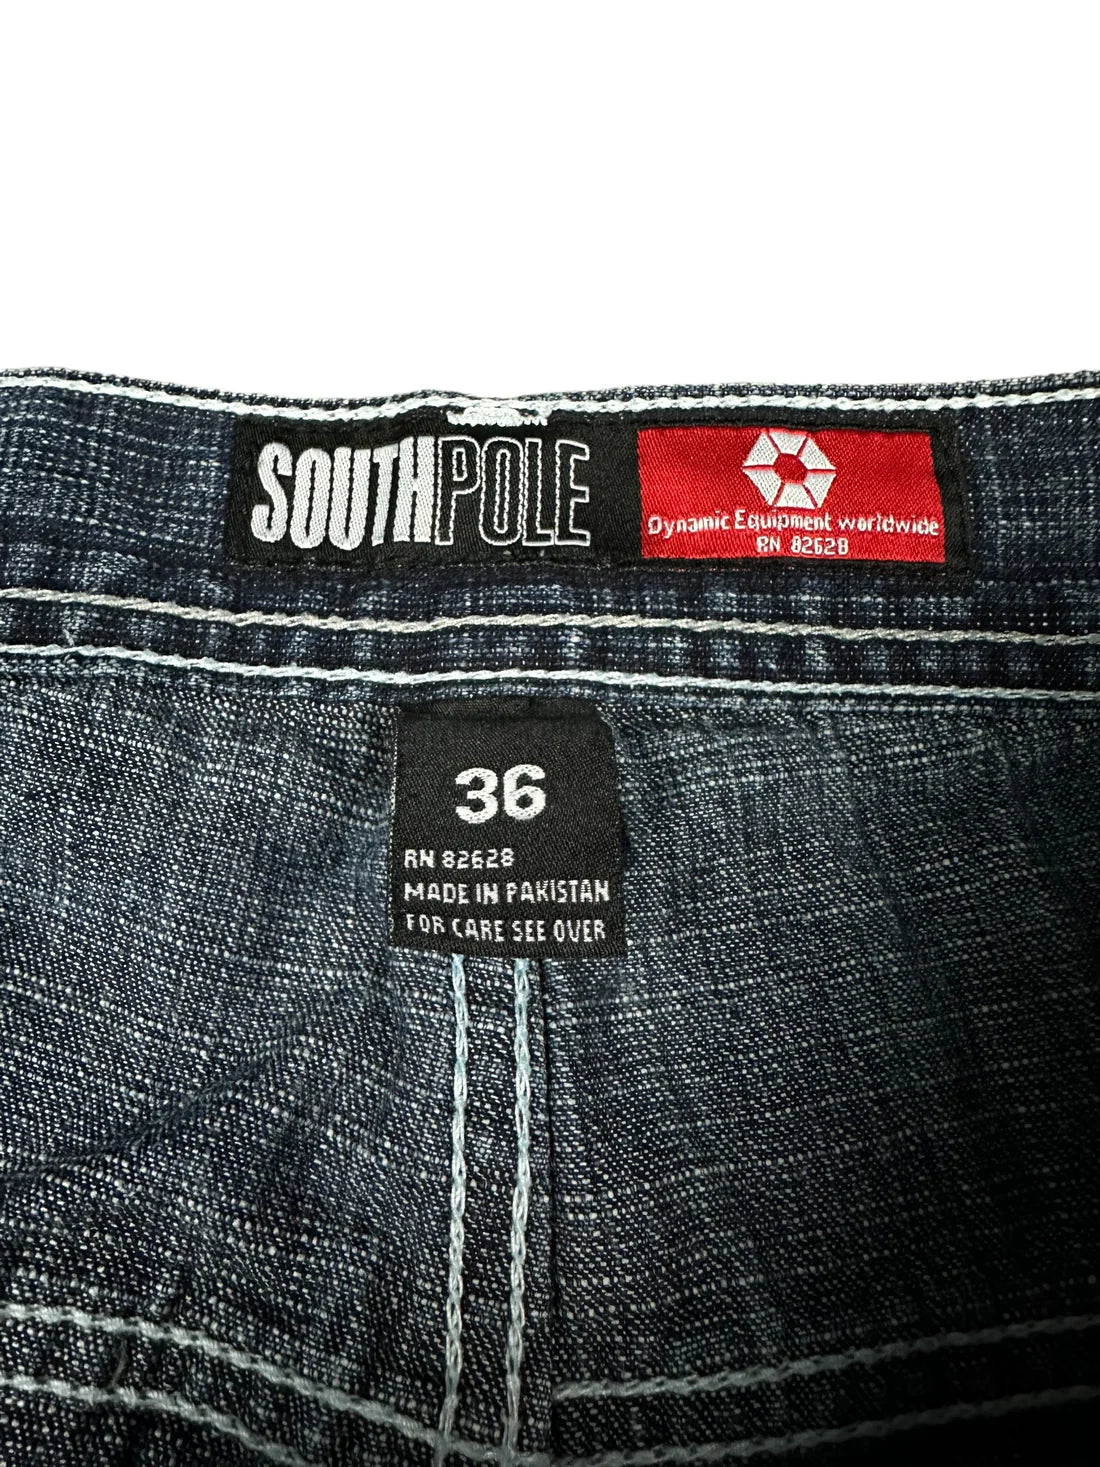 SOUTHPOLE
Dynamic Equipment worldwide
RN 82628
36
RN 82628
MADE IN PAKISTAN
FOR CARE SEE OVER